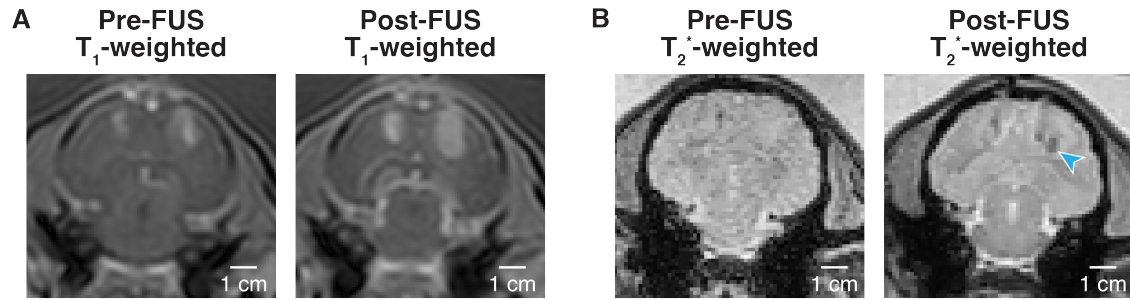 A
Pre-FUS
T1-weighted
Post-FUS
T1-weighted
B
Pre-FUS
T2*-weighted
Post-FUS
T2*-weighted
1 cm
1 cm
1 cm
1 cm